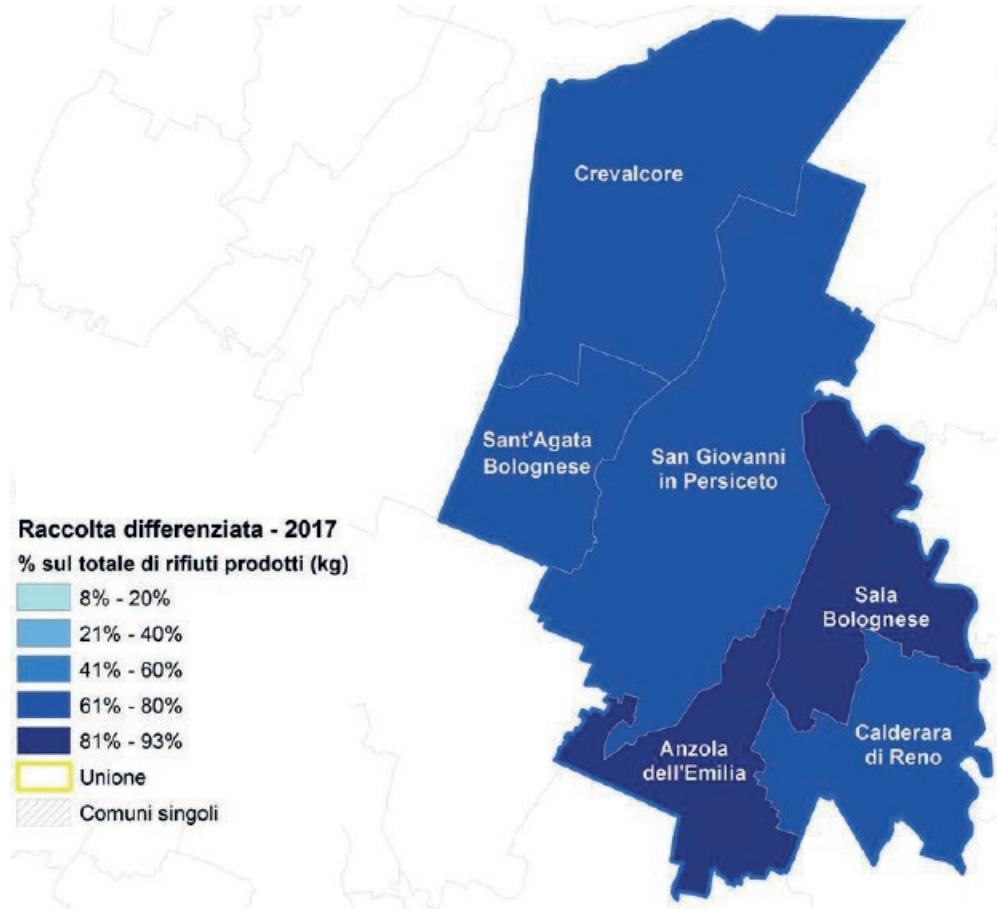 Crevalcore
Sant'Agata
Bolognese
San Giovanni
in Persiceto
Sala
Bolognese
Calderara
di Reno
Anzola
dell'Emilia
Raccolta differenziata - 2017
% sul totale di rifiuti prodotti (kg)
8% - 20%
21% - 40%
41% - 60%
61% - 80%
81% - 93%
Unione
Comuni singoli